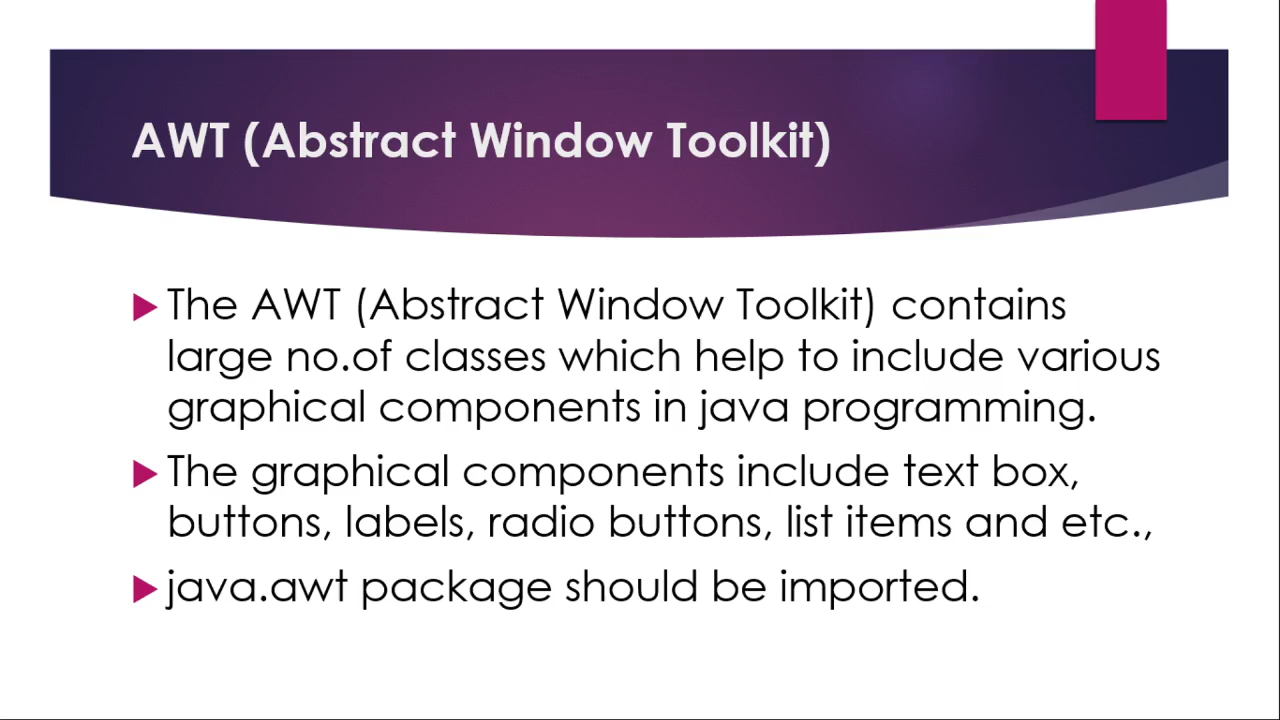 AWT (Abstract Window Toolkit)
The AWT (Abstract Window Toolkit) contains
large no.of classes which help to include various
graphical components in java programming.
The graphical components include text box,
buttons, labels, radio buttons, list items and etc.,
java.awt package should be imported.